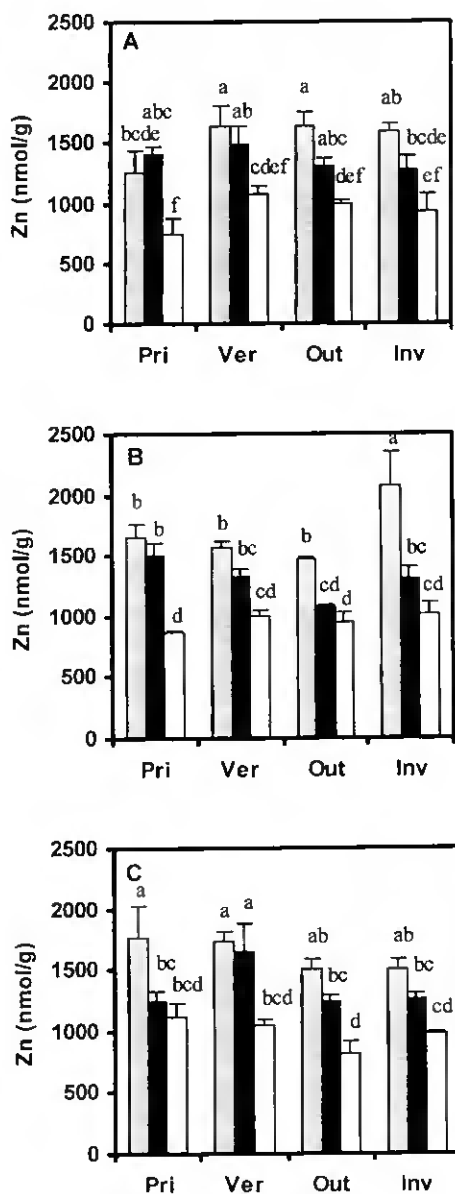 2500
A
a
a
ab
abc
ab
abc
bcde
2000
bcde
1500
cdef
def
ef
f
1000
500
0
Zn (nmol/g)
Pri Ver Out Inv
2500
B
a
2000
b b
b
b
bc
bc
1500
cd
cd d
cd
d
1000
500
0
Zn (nmol/g)
Pri Ver Out Inv
2500
C
a
a a
2000
ab
ab
bc
bcd
bc
bc
1500
bcd
d
cd
1000
500
0
Zn (nmol/g)
Pri Ver Out Inv